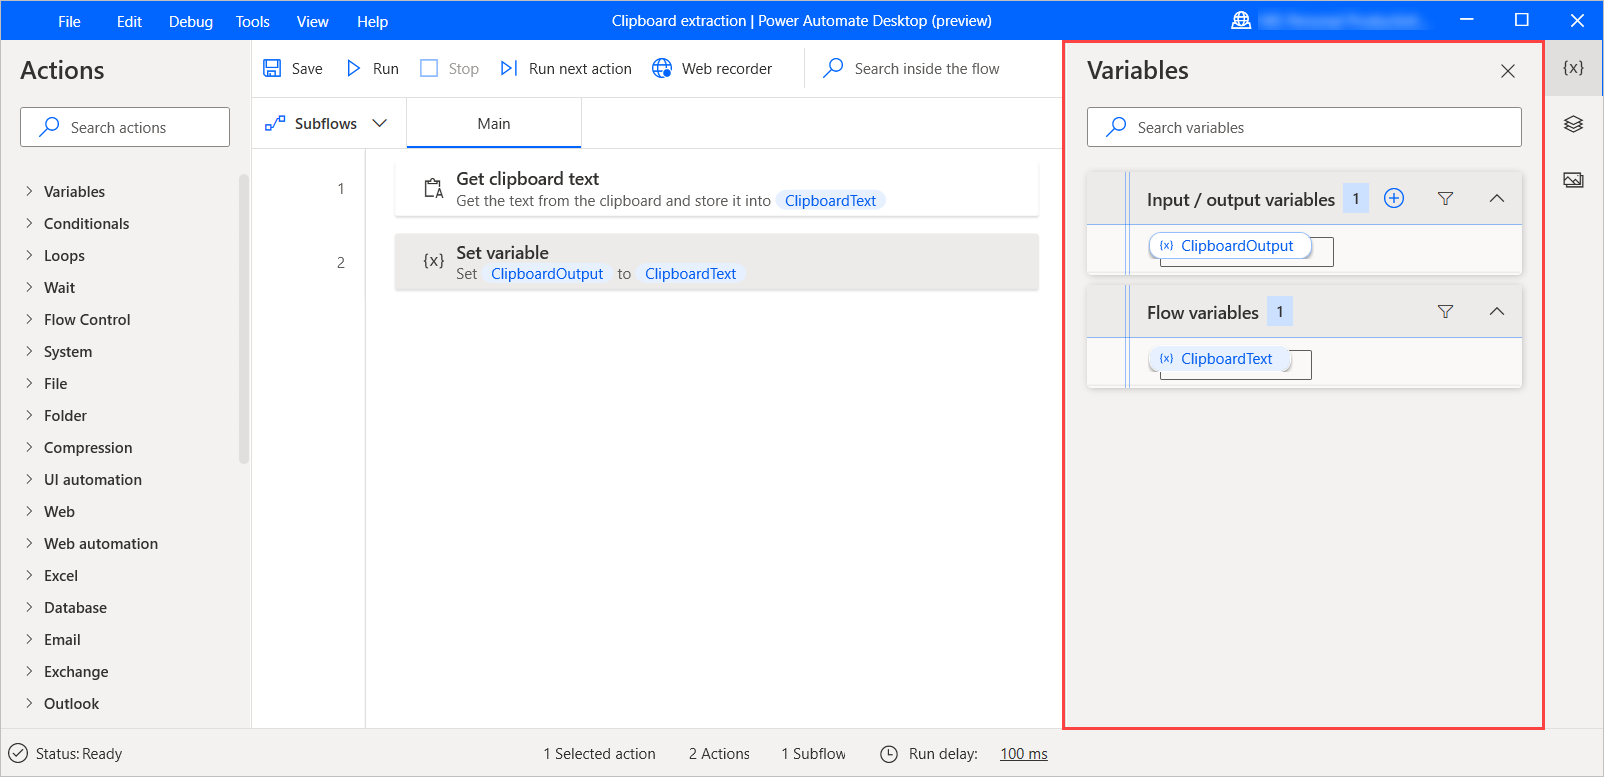 File Edit Debug Tools View Help Clipboard extraction | Power Automate Desktop (preview)
Actions
Search actions
Variables
Conditionals
Loops
Wait
Flow Control
System
File
Folder
Compression
UI automation
Web
Web automation
Excel
Database
Email
Exchange
Outlook
Save Run Stop Run next action Web recorder Search inside the flow
Subflows Main
1 Get clipboard text
Get the text from the clipboard and store it into ClipboardText
2 {x} Set variable
Set ClipboardOutput to ClipboardText
Variables
Search variables
Input / output variables 1
{x} ClipboardOutput
Flow variables 1
{x} ClipboardText
{x}
Status: Ready 1 Selected action 2 Actions 1 Subflow Run delay: 100 ms